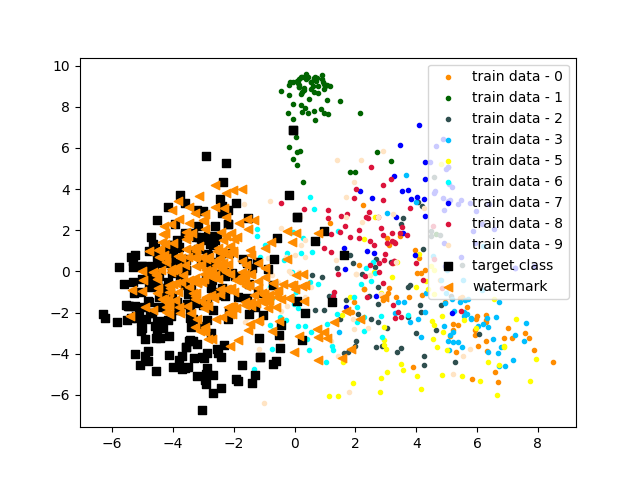 10
8
6
4
2
0
−2
−4
−6
−6
−4
−2
0
2
4
6
8
train data - 0
train data - 1
train data - 2
train data - 3
train data - 5
train data - 6
train data - 7
train data - 8
train data - 9
target class
watermark